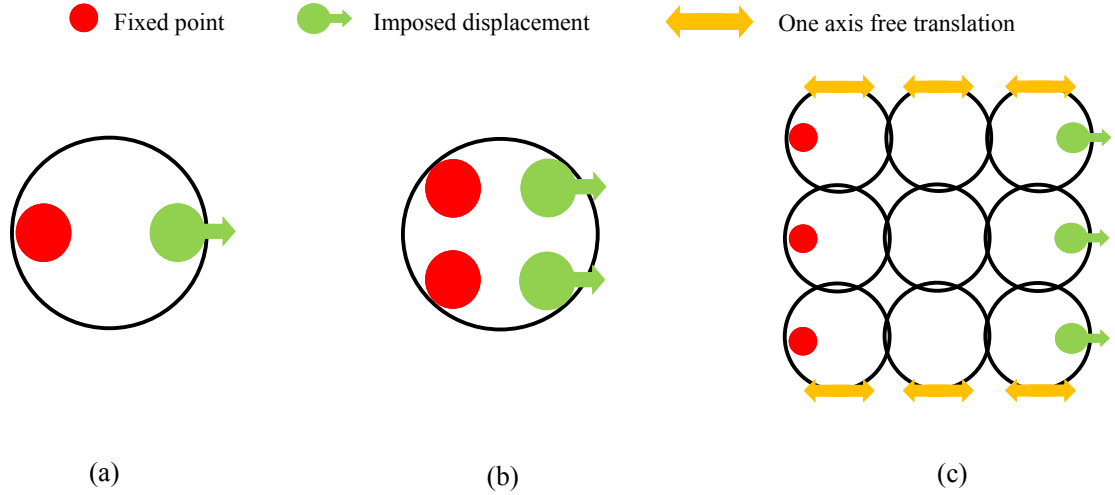 Fixed point Imposed displacement One axis free translation
(a) (b) (c)